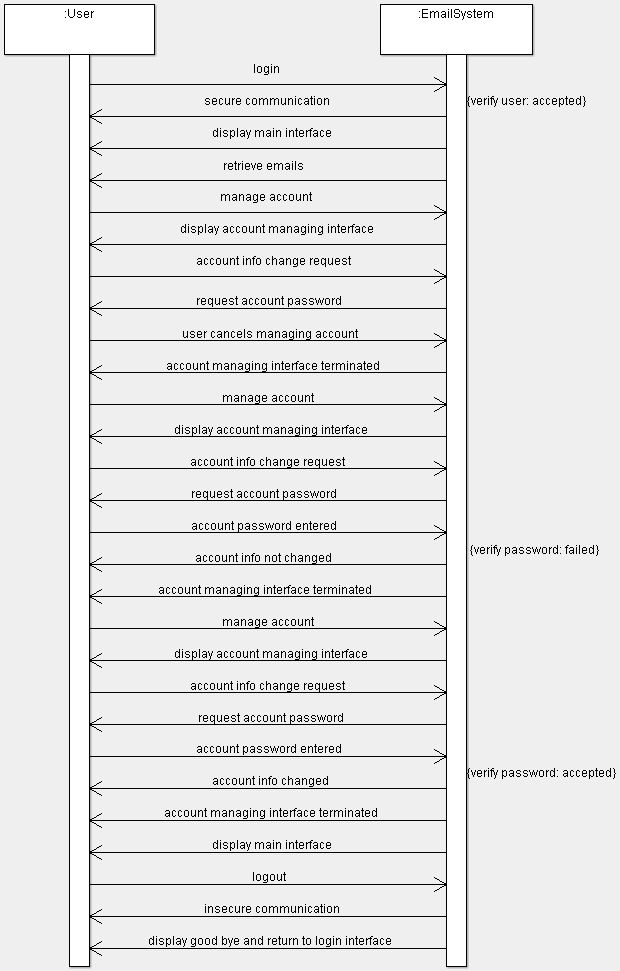 :User
:EmailSystem
login
secure communication
{verify user: accepted}
display main interface
retrieve emails
manage account
display account managing interface
account info change request
request account password
user cancels managing account
account managing interface terminated
manage account
display account managing interface
account info change request
request account password
account password entered
{verify password: failed}
account info not changed
account managing interface terminated
manage account
display account managing interface
account info change request
request account password
account password entered
{verify password: accepted}
account info changed
account managing interface terminated
display main interface
logout
insecure communication
display good bye and return to login interface